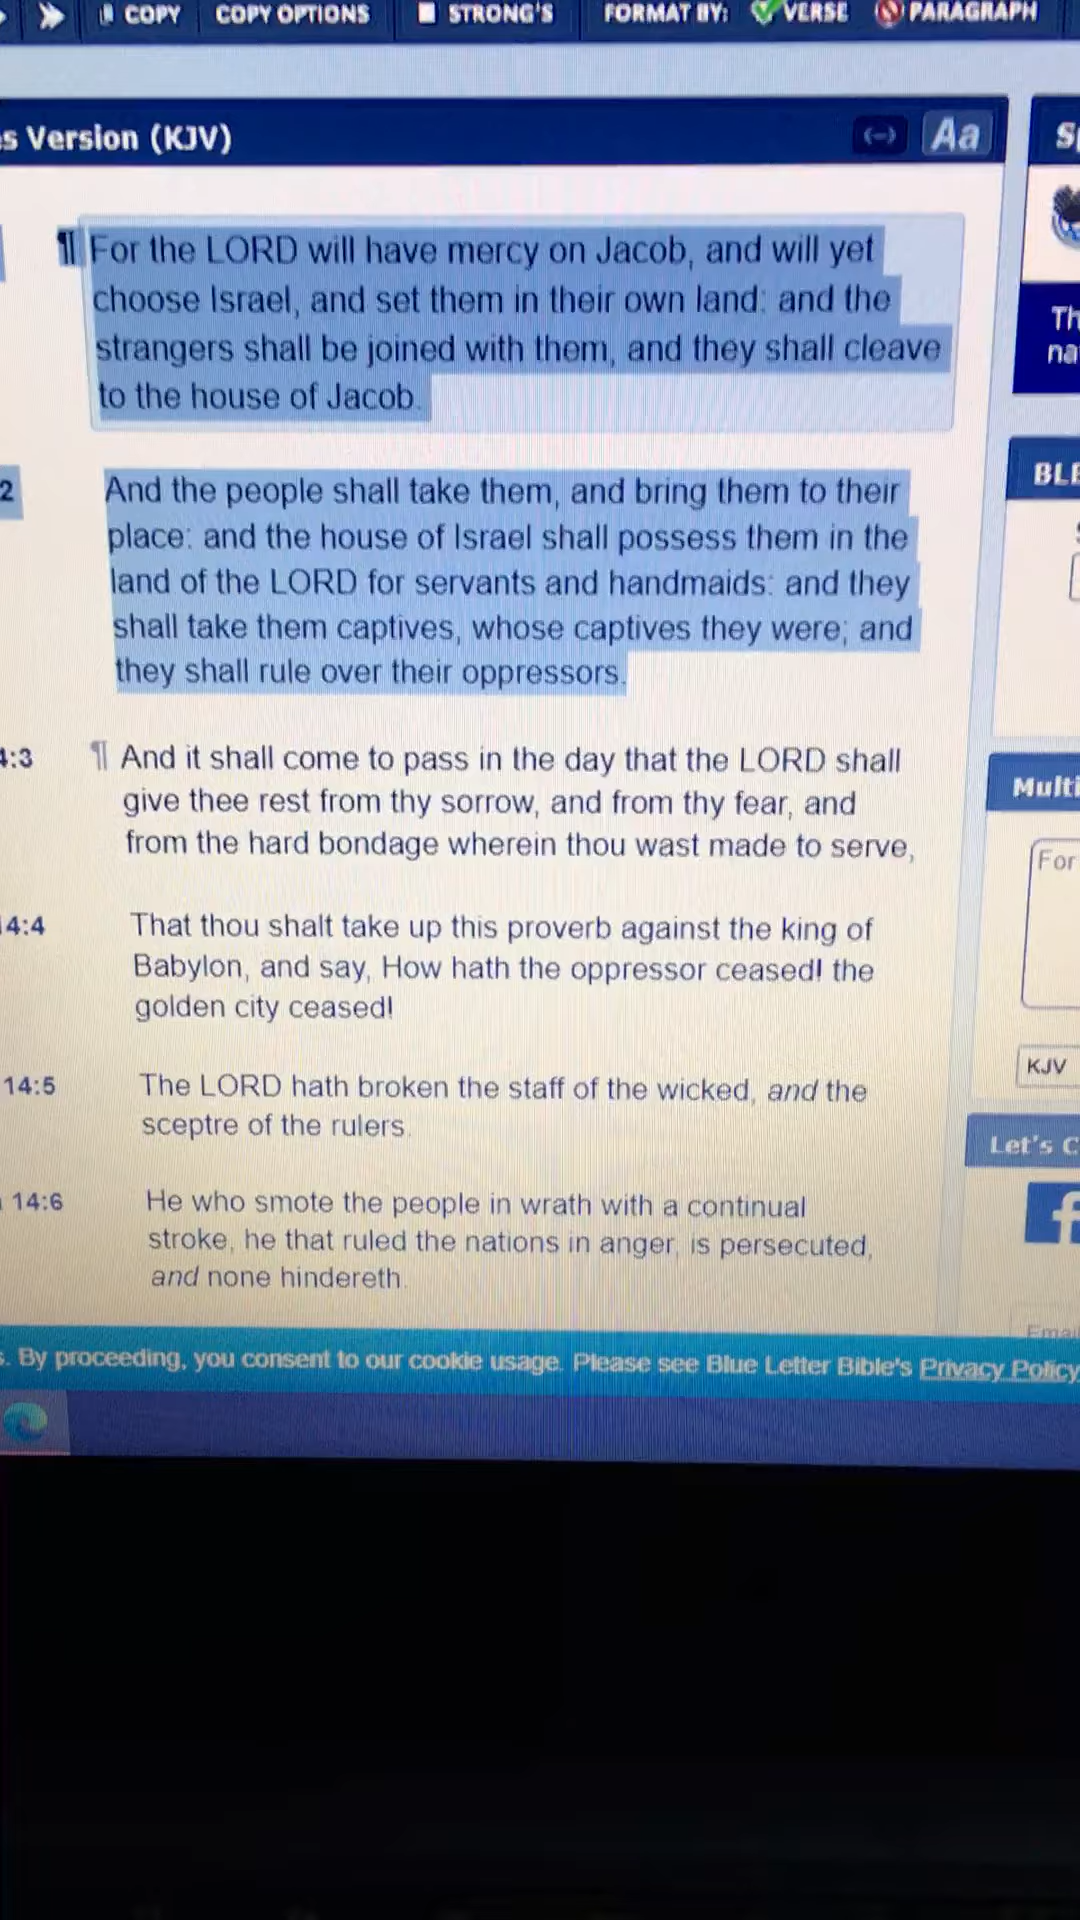 COPY COPY OPTIONS STRONG'S FORMAT BY: VERSE PARAGRAPH
s Version (KJV) Aa
¶ For the LORD will have mercy on Jacob, and will yet
choose Israel, and set them in their own land: and the
strangers shall be joined with them, and they shall cleave
to the house of Jacob.
2 And the people shall take them, and bring them to their
place: and the house of Israel shall possess them in the
land of the LORD for servants and handmaids: and they
shall take them captives, whose captives they were; and
they shall rule over their oppressors.
4:3 ¶ And it shall come to pass in the day that the LORD shall
give thee rest from thy sorrow, and from thy fear, and
from the hard bondage wherein thou wast made to serve,
14:4 That thou shalt take up this proverb against the king of
Babylon, and say, How hath the oppressor ceased! the
golden city ceased!
14:5 The LORD hath broken the staff of the wicked, and the
sceptre of the rulers.
14:6 He who smote the people in wrath with a continual
stroke, he that ruled the nations in anger, is persecuted,
and none hindereth.
Th
na
BLE
Multi
For
KJV
Let's C
f
Email
s. By proceeding, you consent to our cookie usage. Please see Blue Letter Bible's Privacy Policy